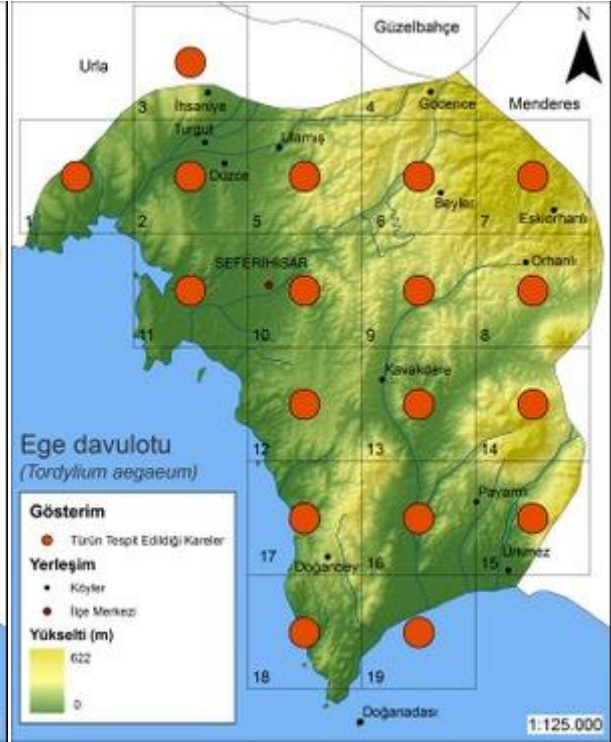 Güzelbahçe
N
Urla
3
İhsaniye
4
Gödence
Menderes
Turgut
Ulamış
Düzce
Beyler
Eskiorhanlı
1
2
5
6
7
SEFERİHİSAR
Orhanlı
11
10
9
8
Kavakdere
Ege davulotu
(Tordylium aegaeum)
12
13
14
Payamlı
Gösterim
Türün Tespit Edildiği Kareler
Yerleşim
Köyler
İlçe Merkezi
Yükselti (m)
622
0
17
Doğanbey
16
15
Ürkmez
18
19
Doğanadası
1:125.000